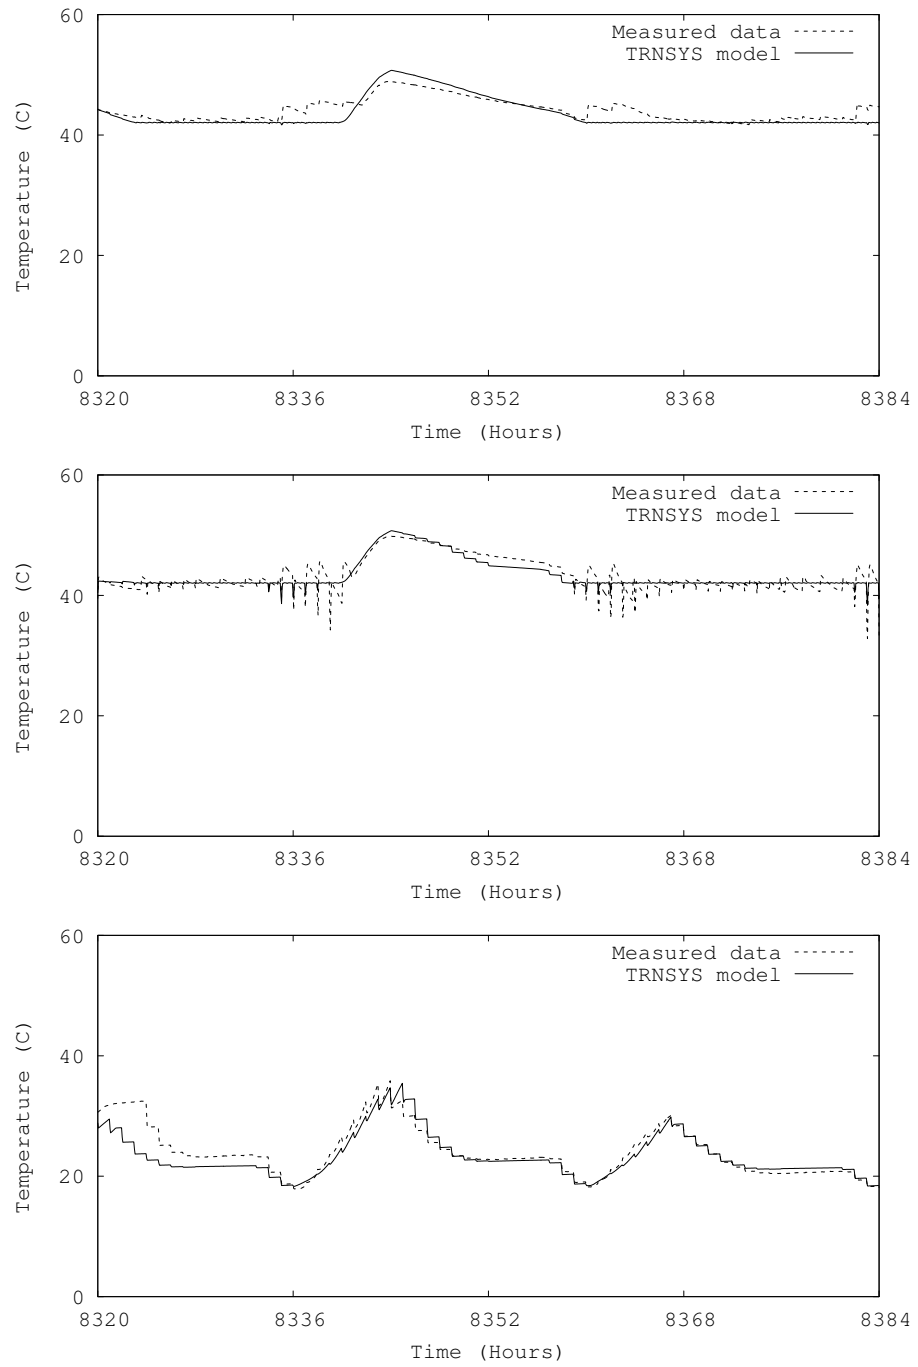 60
Measured data
TRNSYS model
40
20
0
Temperature (C)
8320 8336 8352 8368 8384
Time (Hours)
60
Measured data
TRNSYS model
40
20
0
Temperature (C)
8320 8336 8352 8368 8384
Time (Hours)
60
Measured data
TRNSYS model
40
20
0
Temperature (C)
8320 8336 8352 8368 8384
Time (Hours)